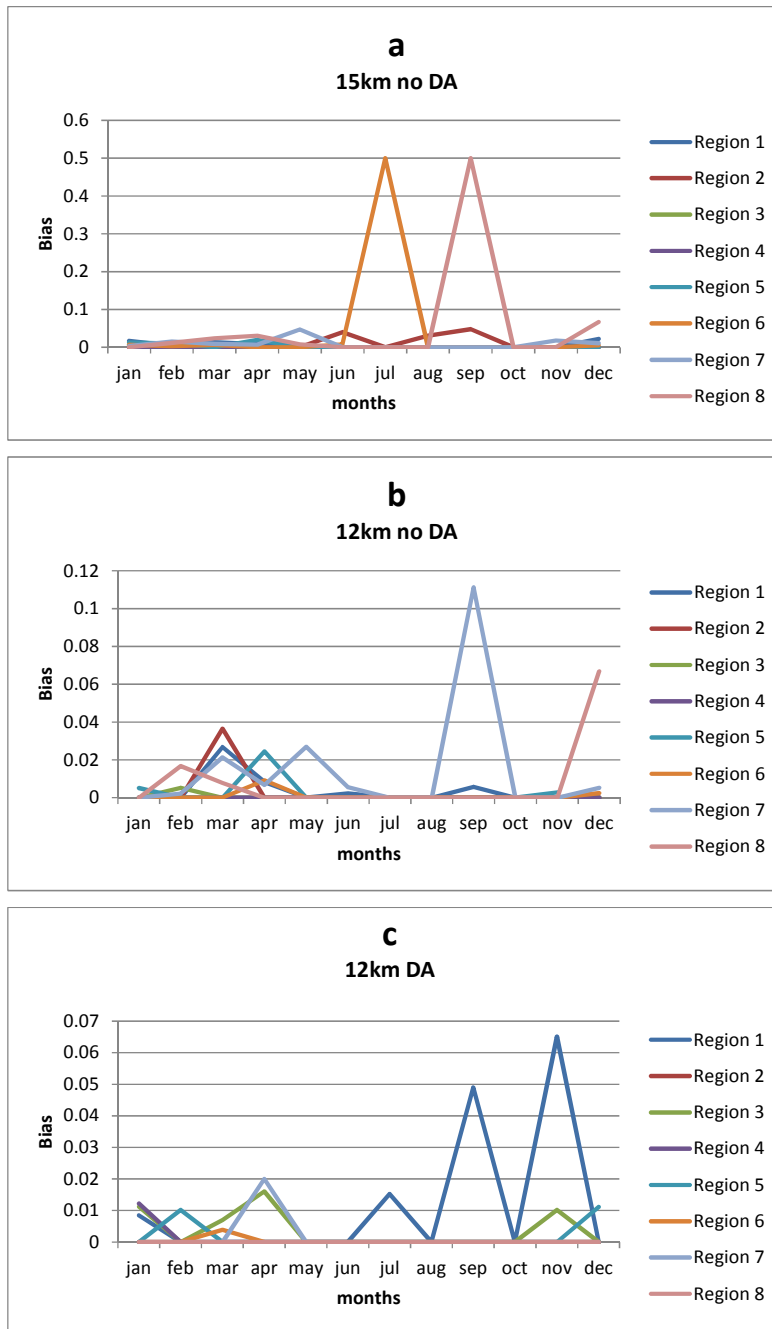 a
15km no DA
0.6
0.5
0.4
0.3
0.2
0.1
0
Bias
jan feb mar apr may jun jul aug sep oct nov dec
months
Region 1
Region 2
Region 3
Region 4
Region 5
Region 6
Region 7
Region 8
b
12km no DA
0.12
0.1
0.08
0.06
0.04
0.02
0
Bias
jan feb mar apr may jun jul aug sep oct nov dec
months
Region 1
Region 2
Region 3
Region 4
Region 5
Region 6
Region 7
Region 8
c
12km DA
0.07
0.06
0.05
0.04
0.03
0.02
0.01
0
Bias
jan feb mar apr may jun jul aug sep oct nov dec
months
Region 1
Region 2
Region 3
Region 4
Region 5
Region 6
Region 7
Region 8